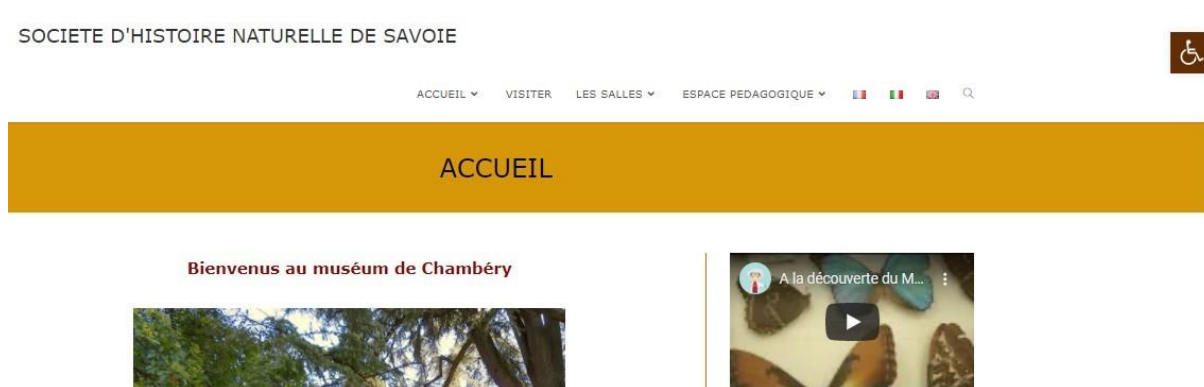 SOCIETE D'HISTOIRE NATURELLE DE SAVOIE
ACCUEIL VISITER LES SALLES ESPACE PEDAGOGIQUE
ACCUEIL
Bienvenus au muséum de Chambéry
A la découverte du M...